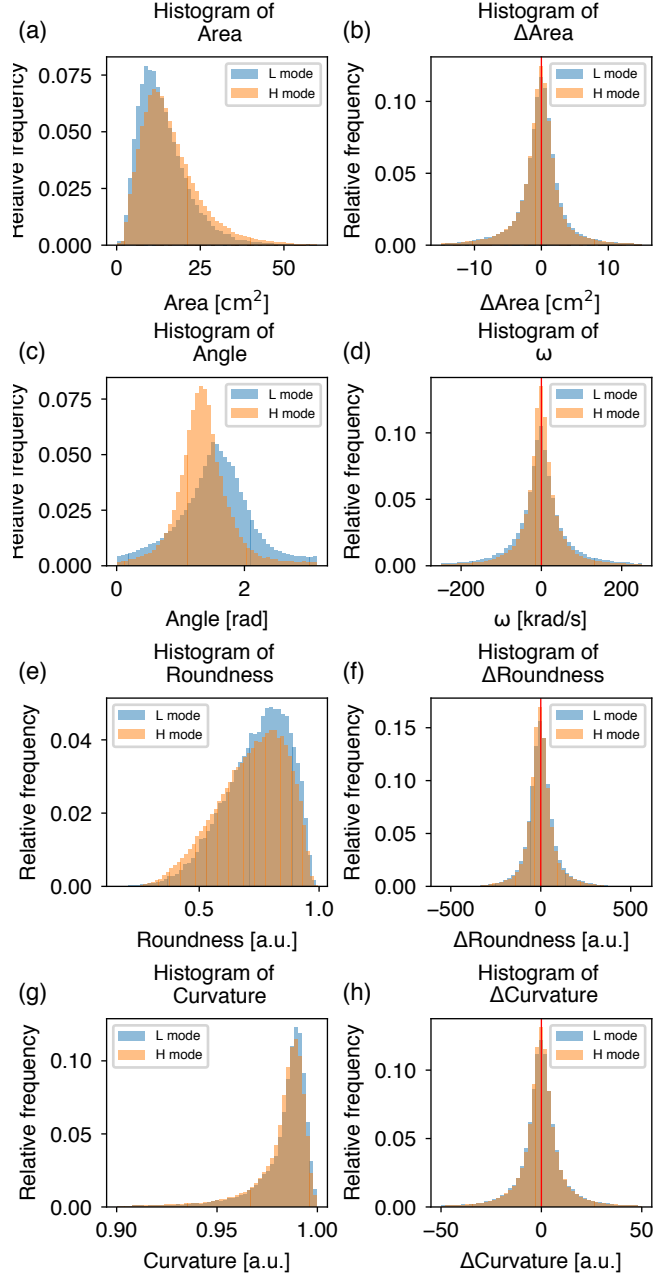 (a)
Histogram of
Area
Relative frequency
0.075
0.050
0.025
0.000
L mode
H mode
0
25
50
Area [cm²]
(b)
Histogram of
ΔArea
Relative frequency
0.10
0.05
0.00
L mode
H mode
−10
0
10
ΔArea [cm²]
(c)
Histogram of
Angle
Relative frequency
0.075
0.050
0.025
0.000
L mode
H mode
0
2
Angle [rad]
(d)
Histogram of
ω
Relative frequency
0.10
0.05
0.00
L mode
H mode
−200
0
200
ω [krad/s]
(e)
Histogram of
Roundness
Relative frequency
0.04
0.02
0.00
L mode
H mode
0.5
1.0
Roundness [a.u.]
(f)
Histogram of
ΔRoundness
Relative frequency
0.15
0.10
0.05
0.00
L mode
H mode
−500
0
500
ΔRoundness [a.u.]
(g)
Histogram of
Curvature
Relative frequency
0.10
0.05
0.00
L mode
H mode
0.90
0.95
1.00
Curvature [a.u.]
(h)
Histogram of
ΔCurvature
Relative frequency
0.10
0.05
0.00
L mode
H mode
−50
0
50
ΔCurvature [a.u.]